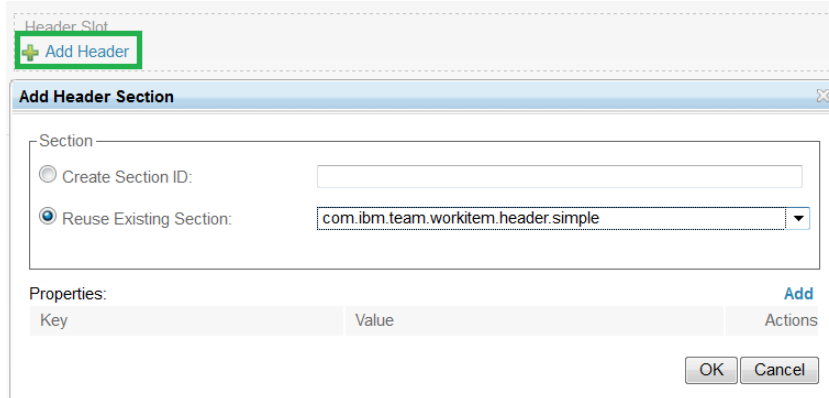 Header Slot
Add Header
Add Header Section
Section
Create Section ID:
Reuse Existing Section: com.ibm.team.workitem.header.simple
Properties: Add
Key Value Actions
OK Cancel